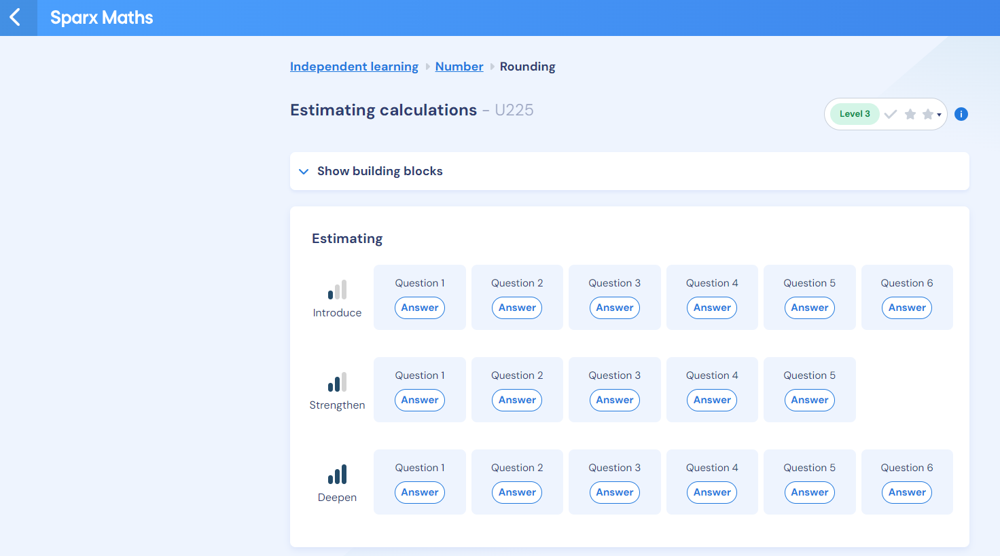 Sparx Maths
Independent learning Number Rounding
Estimating calculations - U225
Level 3
i
Show building blocks
Estimating
Introduce
Question 1 Question 2 Question 3 Question 4 Question 5 Question 6
Answer Answer Answer Answer Answer Answer
Strengthen
Question 1 Question 2 Question 3 Question 4 Question 5
Answer Answer Answer Answer Answer
Deepen
Question 1 Question 2 Question 3 Question 4 Question 5 Question 6
Answer Answer Answer Answer Answer Answer